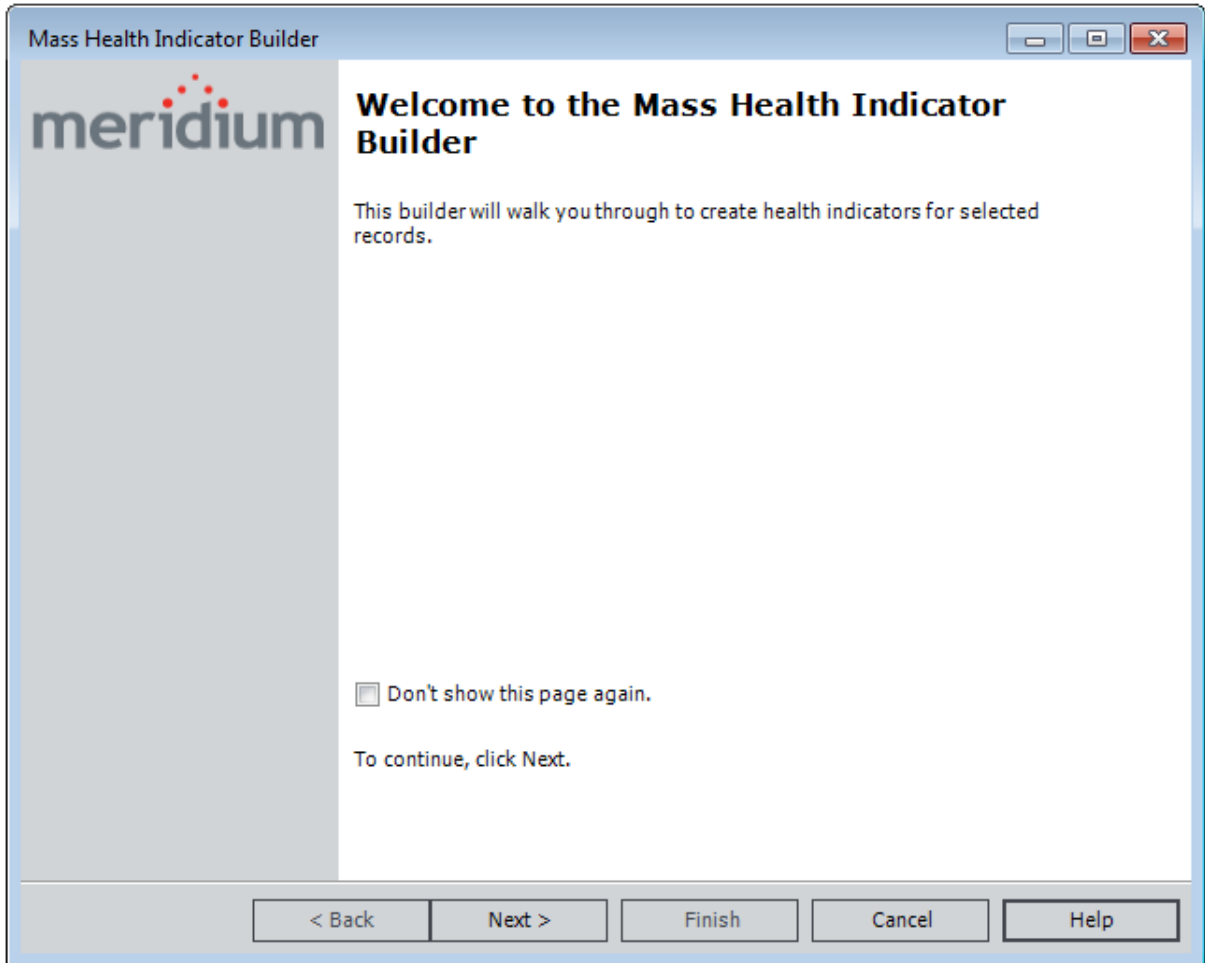 Mass Health Indicator Builder
meridium
Welcome to the Mass Health Indicator
Builder
This builder will walk you through to create health indicators for selected
records.
Don't show this page again.
To continue, click Next.
< Back
Next >
Finish
Cancel
Help